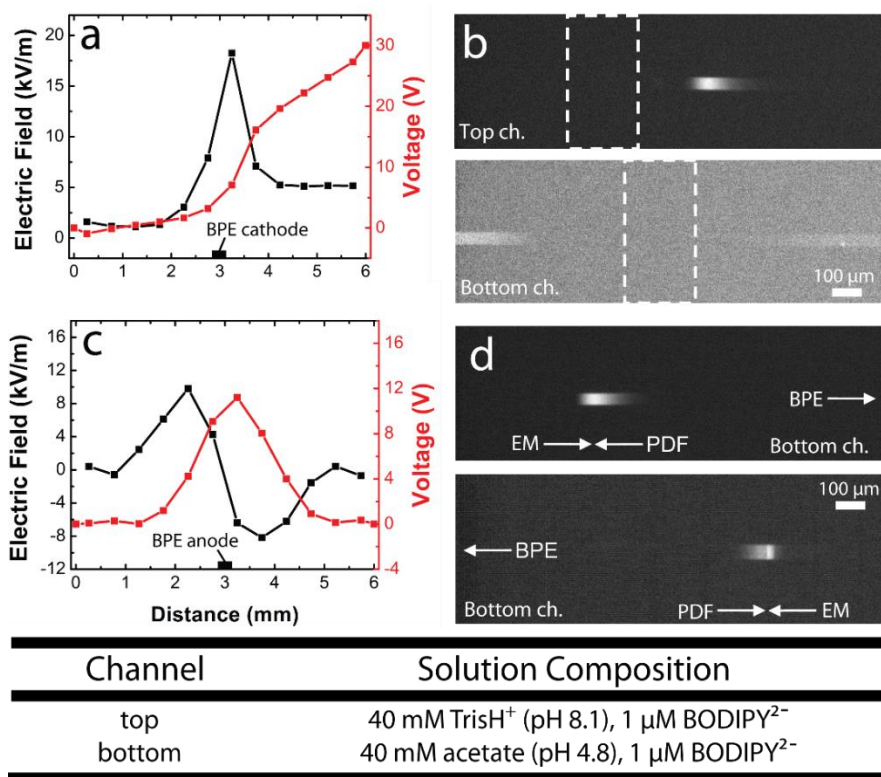 a
Electric Field (kV/m)
20
15
10
5
0
Voltage (V)
30
20
10
0
BPE cathode
0 1 2 3 4 5 6
b
Top ch.
Bottom ch.
100 µm
c
Electric Field (kV/m)
16
12
8
4
0
-4
-8
-12
Voltage (V)
16
12
8
4
0
-4
BPE anode
0 1 2 3 4 5 6
Distance (mm)
d
BPE
EM PDF
Bottom ch.
100 µm
BPE
Bottom ch.
PDF EM
Channel Solution Composition
top 40 mM TrisH⁺ (pH 8.1), 1 µM BODIPY²⁻
bottom 40 mM acetate (pH 4.8), 1 µM BODIPY²⁻